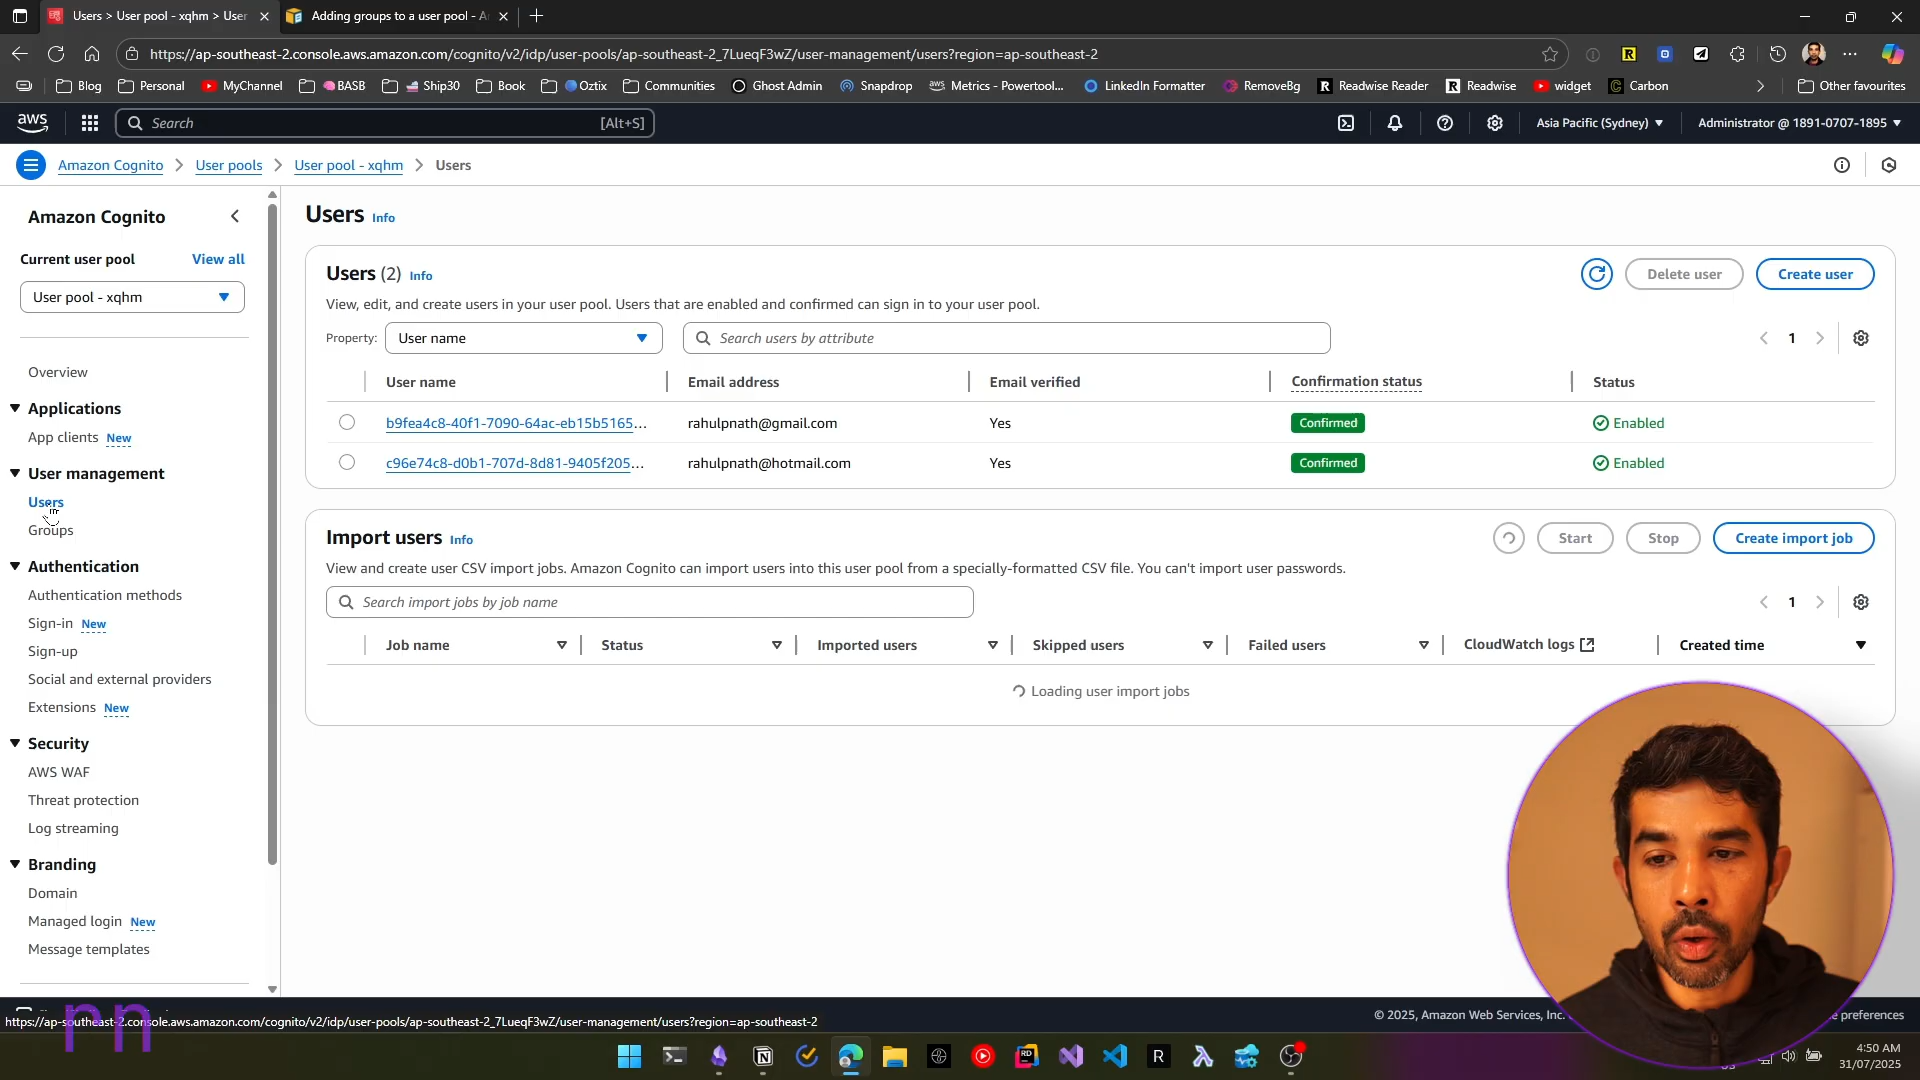 Users > User pool - xqhm > User
Adding groups to a user pool - A
https://ap-southeast-2.console.aws.amazon.com/cognito/v2/idp/user-pools/ap-southeast-2_7LueqF3wZ/user-management/users?region=ap-southeast-2
Blog
Personal
MyChannel
BASB
Ship30
Book
Oztix
Communities
Ghost Admin
Snapdrop
aws Metrics - Powertool...
LinkedIn Formatter
RemoveBg
Readwise Reader
Readwise
widget
Carbon
Other favourites
aws
Search
[Alt+S]
Asia Pacific (Sydney)
Administrator @ 1891-0707-1895
Amazon Cognito
User pools
User pool - xqhm
Users
Amazon Cognito
Current user pool
View all
User pool - xqhm
Overview
Applications
App clients New
User management
Users
Groups
Authentication
Authentication methods
Sign-in New
Sign-up
Social and external providers
Extensions New
Security
AWS WAF
Threat protection
Log streaming
Branding
Domain
Managed login New
Message templates
Users Info
Users (2) Info
Delete user
Create user
View, edit, and create users in your user pool. Users that are enabled and confirmed can sign in to your user pool.
Property:
User name
Search users by attribute
1
User name
Email address
Email verified
Confirmation status
Status
b9fea4c8-40f1-7090-64ac-eb15b5165...
rahulpnath@gmail.com
Yes
Confirmed
Enabled
c96e74c8-d0b1-707d-8d81-9405f205...
rahulpnath@hotmail.com
Yes
Confirmed
Enabled
Import users Info
Start
Stop
Create import job
View and create user CSV import jobs. Amazon Cognito can import users into this user pool from a specially-formatted CSV file. You can't import user passwords.
Search import jobs by job name
1
Job name
Status
Imported users
Skipped users
Failed users
CloudWatch logs
Created time
Loading user import jobs
https://ap-southeast-2.console.aws.amazon.com/cognito/v2/idp/user-pools/ap-southeast-2_7LueqF3wZ/user-management/users?region=ap-southeast-2
© 2025, Amazon Web Services, Inc.
preferences
4:50 AM
31/07/2025